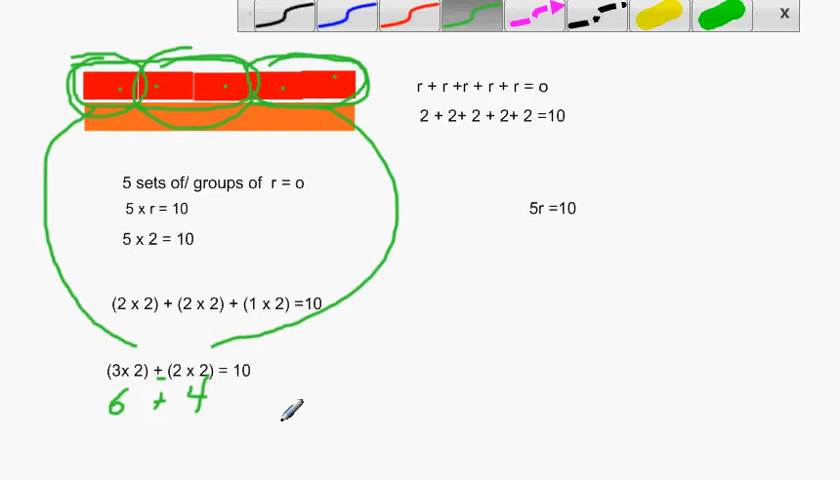 r + r +r + r + r = o
2 + 2+ 2 + 2+ 2 =10
5 sets of/ groups of r = o
5 x r = 10
5r =10
5 x 2 = 10
(2 x 2) + (2 x 2) + (1 x 2) =10
(3x 2) + (2 x 2) = 10
6 + 4
x